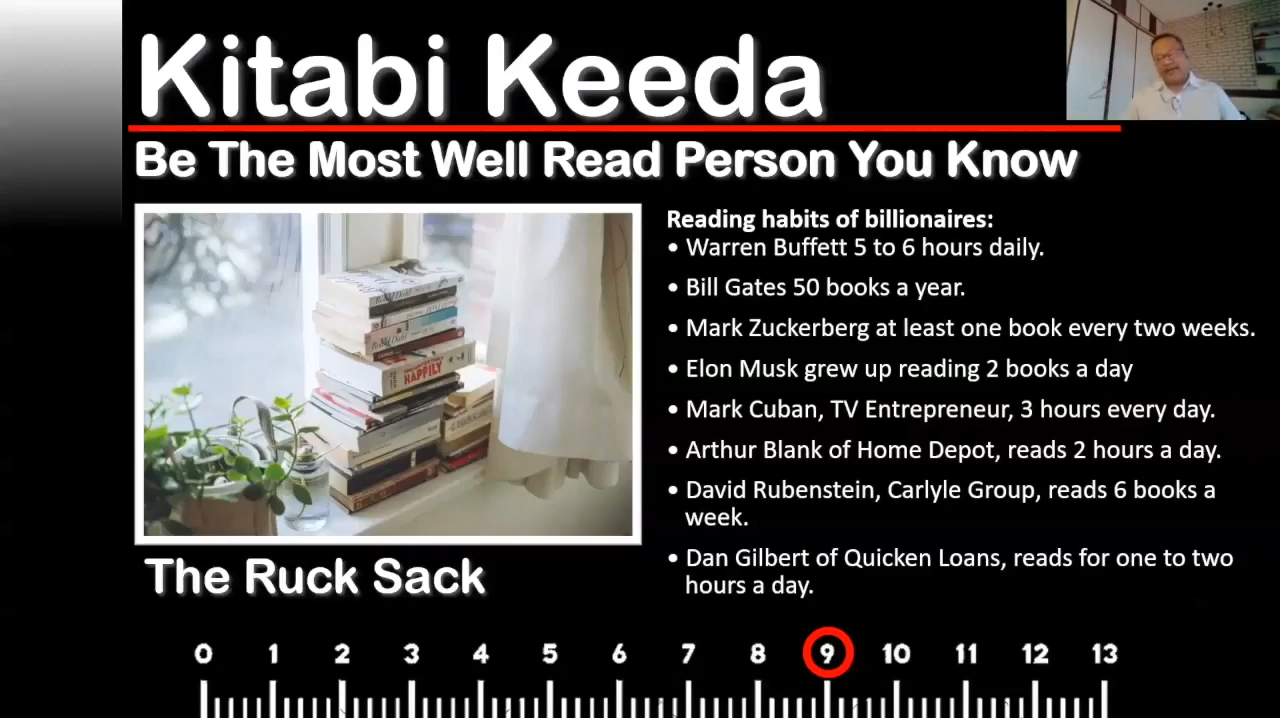 Kitabi Keeda
Be The Most Well Read Person You Know
Reading habits of billionaires:
• Warren Buffett 5 to 6 hours daily.
• Bill Gates 50 books a year.
• Mark Zuckerberg at least one book every two weeks.
• Elon Musk grew up reading 2 books a day
• Mark Cuban, TV Entrepreneur, 3 hours every day.
• Arthur Blank of Home Depot, reads 2 hours a day.
• David Rubenstein, Carlyle Group, reads 6 books a
week.
• Dan Gilbert of Quicken Loans, reads for one to two
hours a day.
HAPPILY
The Ruck Sack
0 1 2 3 4 5 6 7 8 9 10 11 12 13